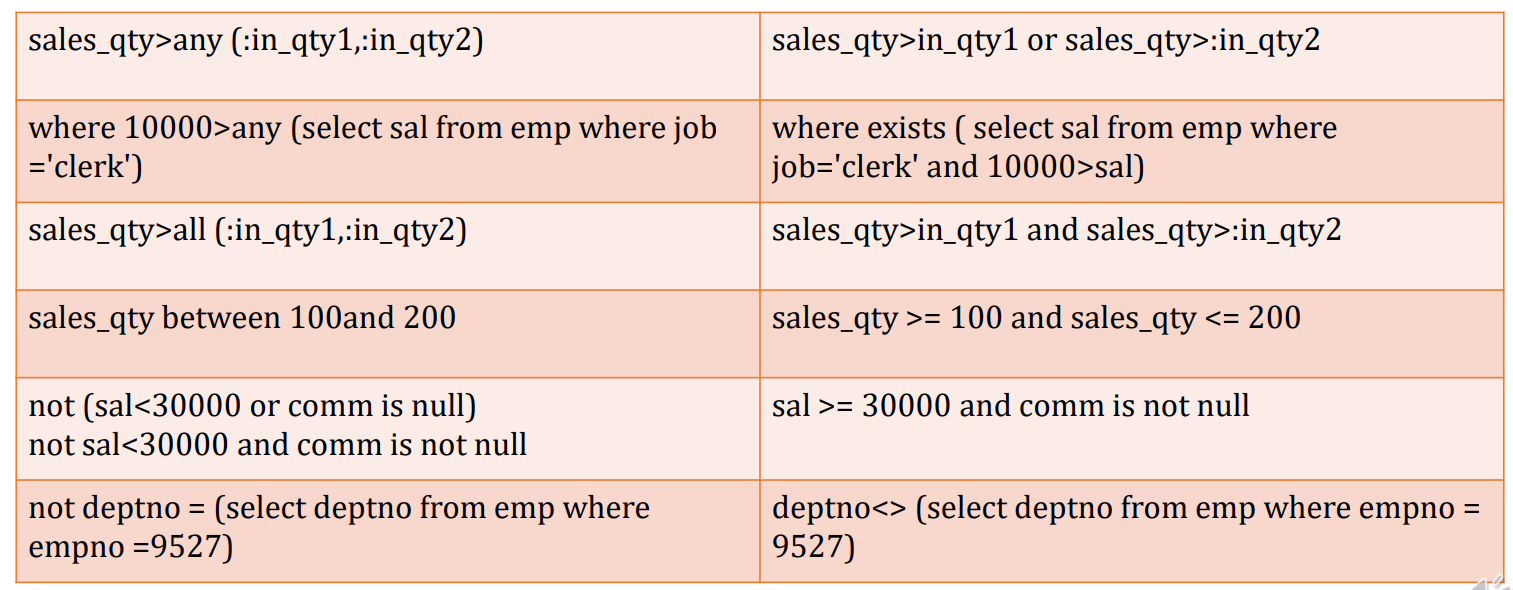 sales_qty>any (:in_qty1,:in_qty2)
sales_qty>in_qty1 or sales_qty>:in_qty2
where 10000>any (select sal from emp where job
='clerk')
where exists ( select sal from emp where
job='clerk' and 10000>sal)
sales_qty>all (:in_qty1,:in_qty2)
sales_qty>in_qty1 and sales_qty>:in_qty2
sales_qty between 100and 200
sales_qty >= 100 and sales_qty <= 200
not (sal<30000 or comm is null)
not sal<30000 and comm is not null
sal >= 30000 and comm is not null
not deptno = (select deptno from emp where
empno =9527)
deptno<> (select deptno from emp where empno =
9527)